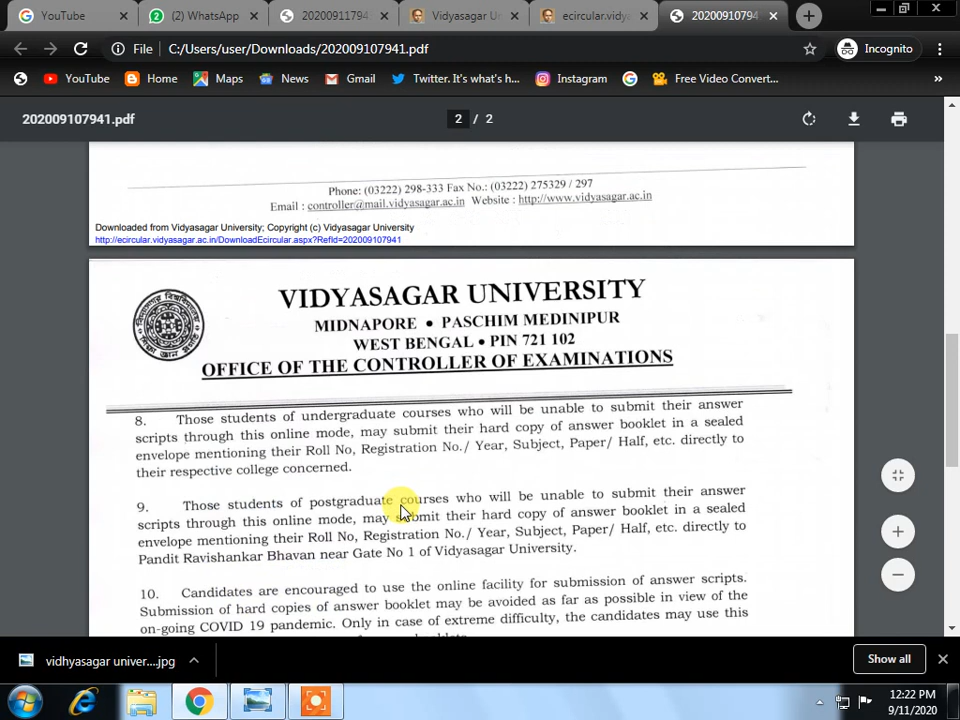 YouTube
(2) WhatsApp
20200911794
Vidyasagar Un
ecircular.vidy
2020091079​4
File
C:/Users/user/Downloads/202009107941.pdf
Incognito
YouTube
Home
Maps
News
Gmail
Twitter. It's what's h...
Instagram
Free Video Convert...
»
202009107941.pdf
2 / 2
Phone: (03222) 298-333 Fax No.: (03222) 275329 / 297
Email : controller@mail.vidyasagar.ac.in Website : http://www.vidyasagar.ac.in
Downloaded from Vidyasagar University; Copyright (c) Vidyasagar University
http://ecircular.vidyasagar.ac.in/DownloadEcircular.aspx?RefId=202009107941
VIDYASAGAR UNIVERSITY
MIDNAPORE • PASCHIM MEDINIPUR
WEST BENGAL • PIN 721 102
OFFICE OF THE CONTROLLER OF EXAMINATIONS
8. Those students of undergraduate courses who will be unable to submit their answer
scripts through this online mode, may submit their hard copy of answer booklet in a sealed
envelope mentioning their Roll No, Registration No./ Year, Subject, Paper/ Half, etc. directly to
their respective college concerned.
9. Those students of postgraduate courses who will be unable to submit their answer
scripts through this online mode, may submit their hard copy of answer booklet in a sealed
envelope mentioning their Roll No, Registration No./ Year, Subject, Paper/ Half, etc. directly to
Pandit Ravishankar Bhavan near Gate No 1 of Vidyasagar University.
10. Candidates are encouraged to use the online facility for submission of answer scripts.
Submission of hard copies of answer booklet may be avoided as far as possible in view of the
on-going COVID 19 pandemic. Only in case of extreme difficulty, the candidates may use this
vidhyasagar univer....jpg
Show all
12:22 PM
9/11/2020